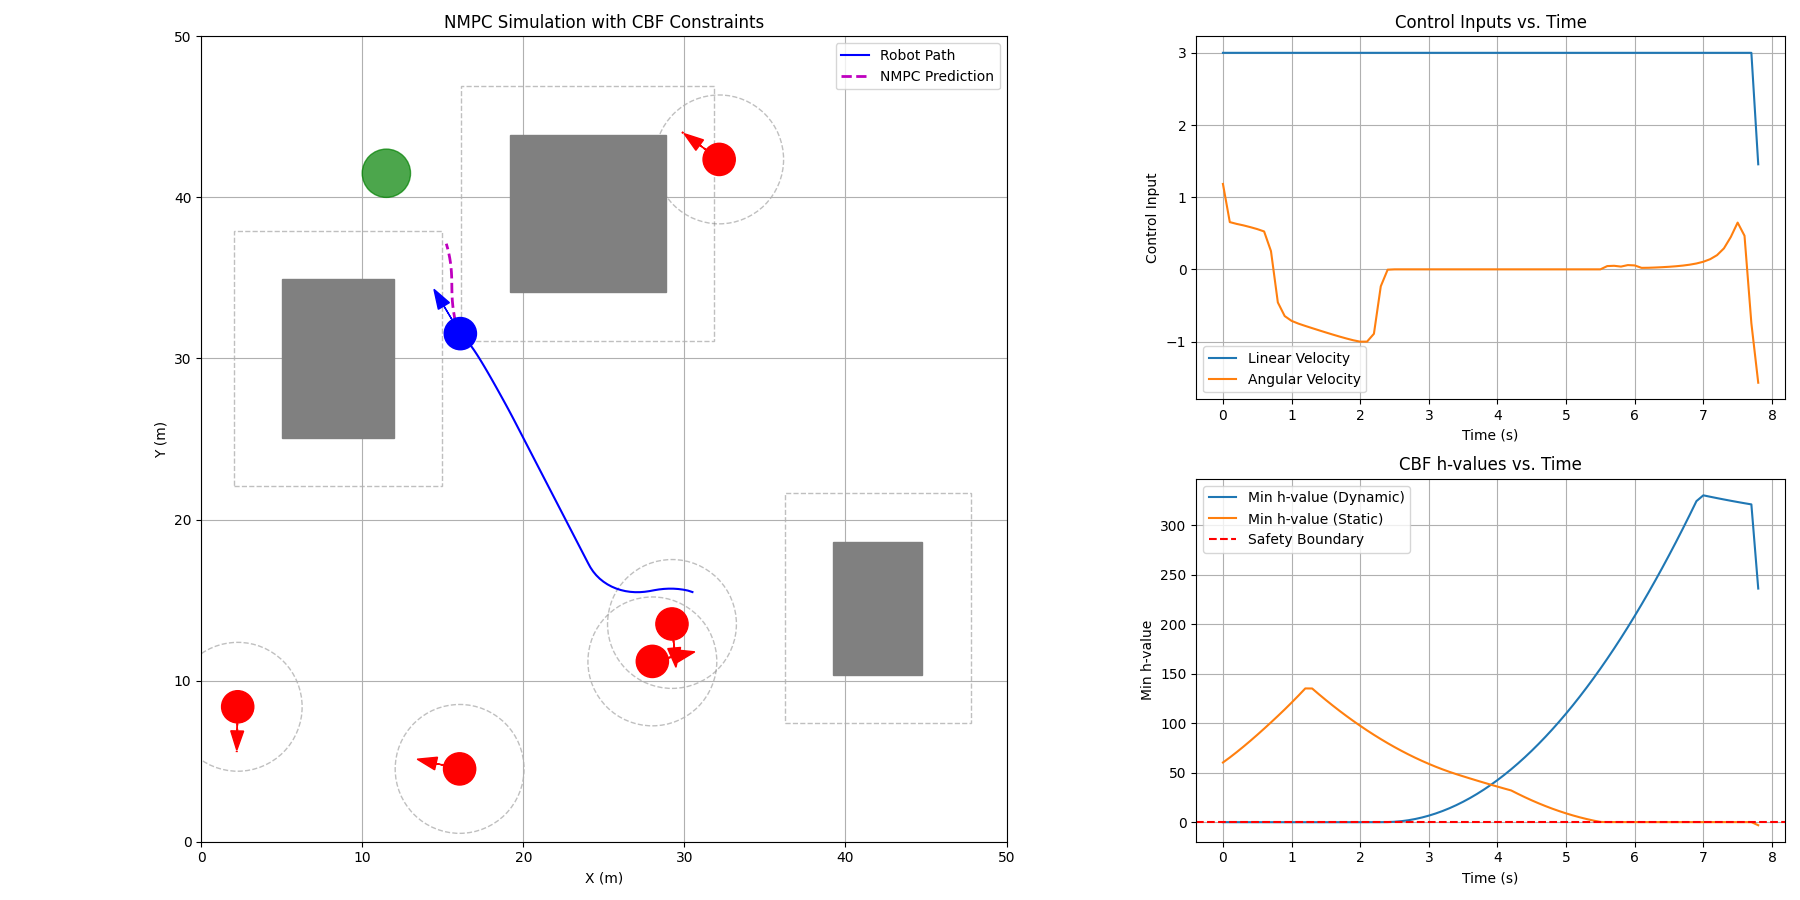 NMPC Simulation with CBF Constraints
50
40
30
20
10
0
Y (m)
Robot Path
NMPC Prediction
0 10 20 30 40 50
X (m)
Control Inputs vs. Time
3
2
1
0
−1
Control Input
Linear Velocity
Angular Velocity
0 1 2 3 4 5 6 7 8
Time (s)
CBF h-values vs. Time
Min h-value (Dynamic)
Min h-value (Static)
Safety Boundary
300
250
200
150
100
50
0
Min h-value
0 1 2 3 4 5 6 7 8
Time (s)